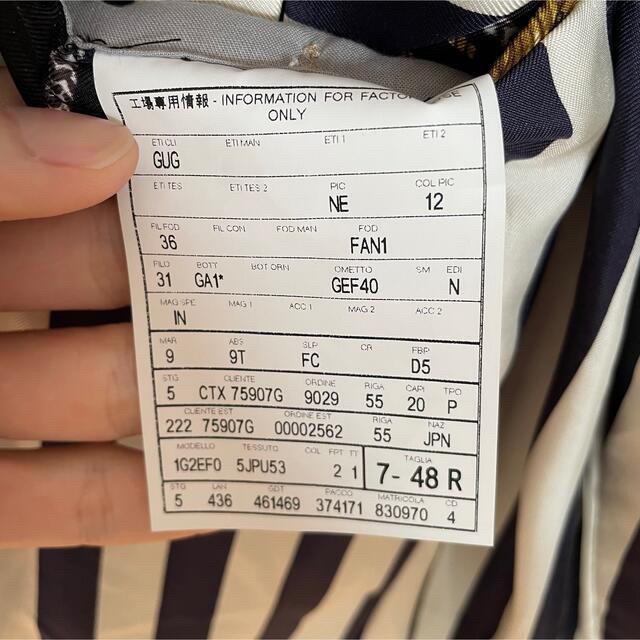 工場專用情報 - INFORMATION FOR FACTOR USE
ONLY
ETI CLI ETI MAN ETI 1 ETI 2
GUG
ETI TES ETI TES 2 PIC COL PIC
NE 12
FIL FOD FIL CON FOD MAN FOD
36 FAN1
FILO BOTT BOT ORN OMETTO SM EDI
31 GA1* GEF40 N
MAG SPE MAG 1 ACC 1 MAG 2 ACC 2
IN
MAR ABS SLP CR FBP
9 9T FC D5
STG CLIENTE ORDINE RIGA CAPI TPO
5 CTX 75907G 9029 55 20 P
CLIENTE EST ORDINE EST RIGA NAZ
222 75907G 00002562 55 JPN
MODELLO TESSUTO COL FPT TT TAGLIA
1G2EF0 5JPU53 2 1 7- 48 R
STG LAN SDT PACCO MATRICOLA CD
5 436 461469 374171 830970 4